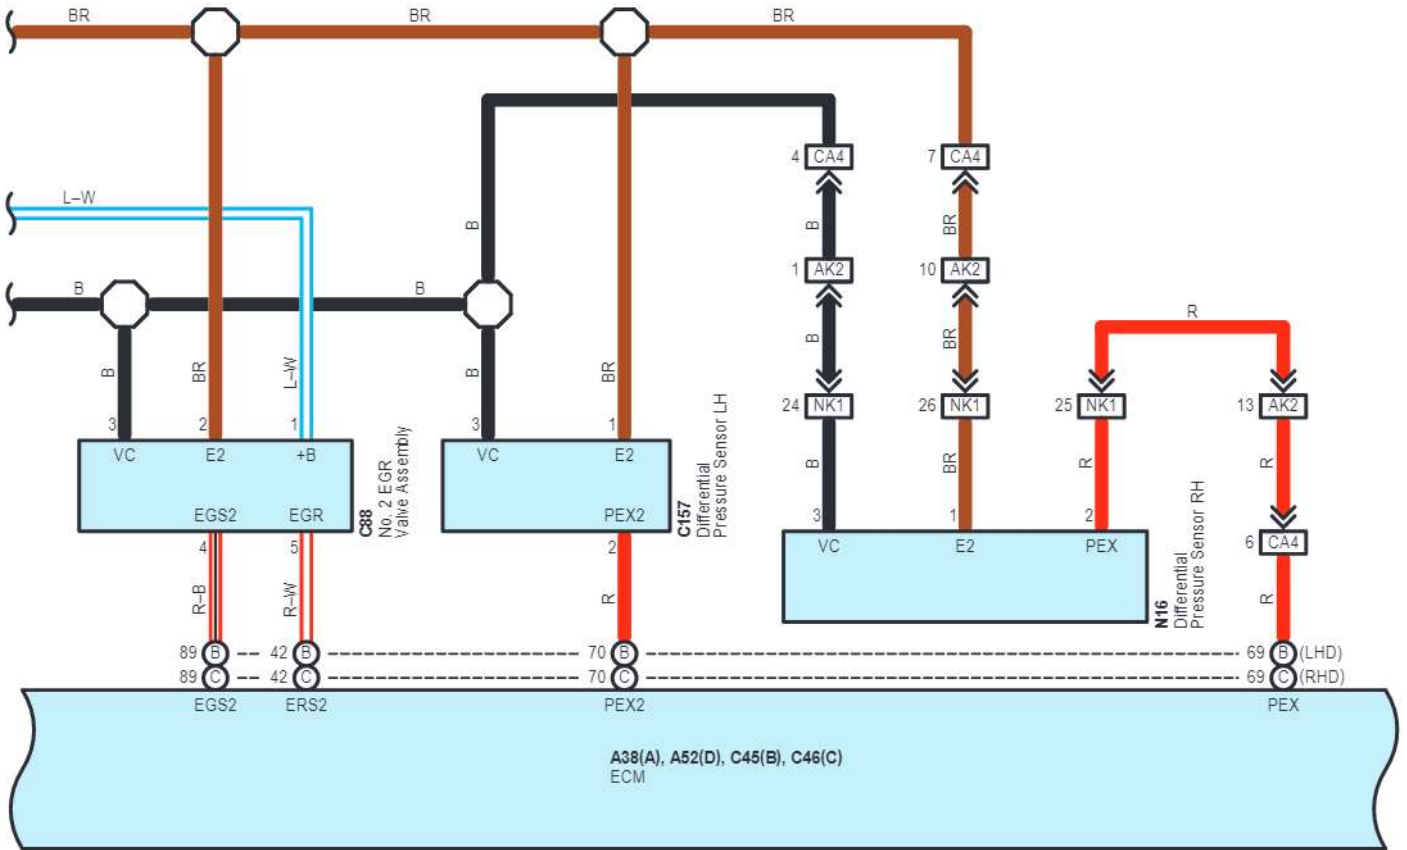 BR BR BR
4 CA4 7 CA4
L–W
B B BR
1 AK2 10 AK2
B B
R
B BR L–W B BR B BR
24 NK1 26 NK1 25 NK1 13 AK2
3 2 1 3 1
VC E2 +B VC E2
B BR R R
EGS2 EGR PEX2
C88
No. 2 EGR
Valve Assembly
C157
Differential
Pressure Sensor LH
3 1 2 6 CA4
4 5 2
VC E2 PEX
R–B R–W R R
N16
Differential
Pressure Sensor RH
89 B 42 B 70 B 69 B (LHD)
89 C 42 C 70 C 69 C (RHD)
EGS2 ERS2 PEX2 PEX
A38(A), A52(D), C45(B), C46(C)
ECM